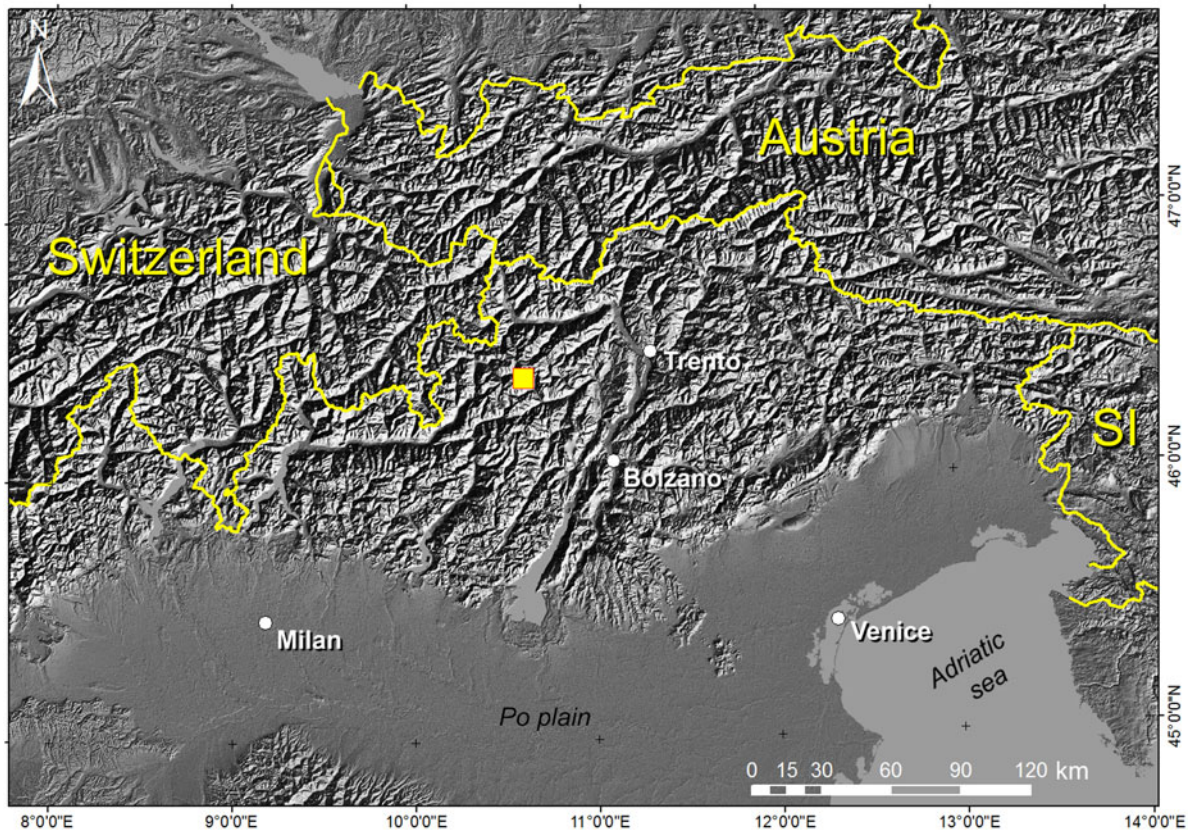 N
Austria
47°0'0"N
Switzerland
Trento
SI
46°0'0"N
Bolzano
Milan
Venice
Adriatic
sea
Po plain
45°0'0"N
0 15 30 60 90 120 km
8°0'0"E 9°0'0"E 10°0'0"E 11°0'0"E 12°0'0"E 13°0'0"E 14°0'0"E